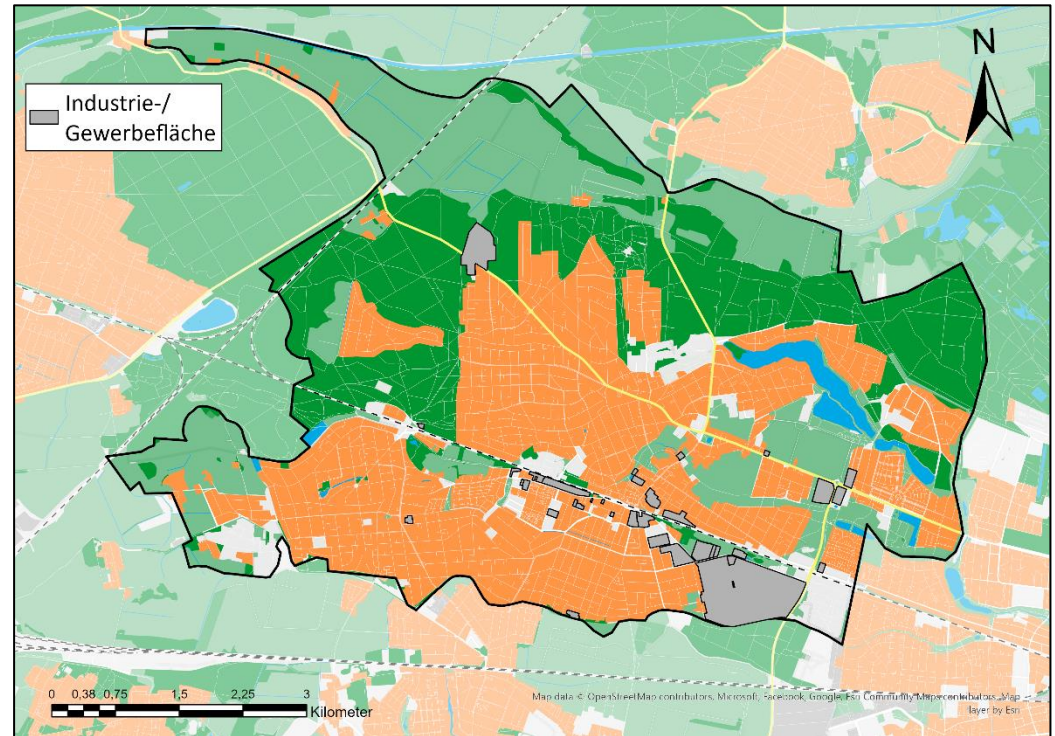 N
Industrie-/
Gewerbefläche
0 0,38 0,75 1,5 2,25 3
Kilometer
Map data © OpenStreetMap contributors, Microsoft, Facebook, Google, Esri Community Maps contributors, Map
layer by Esri